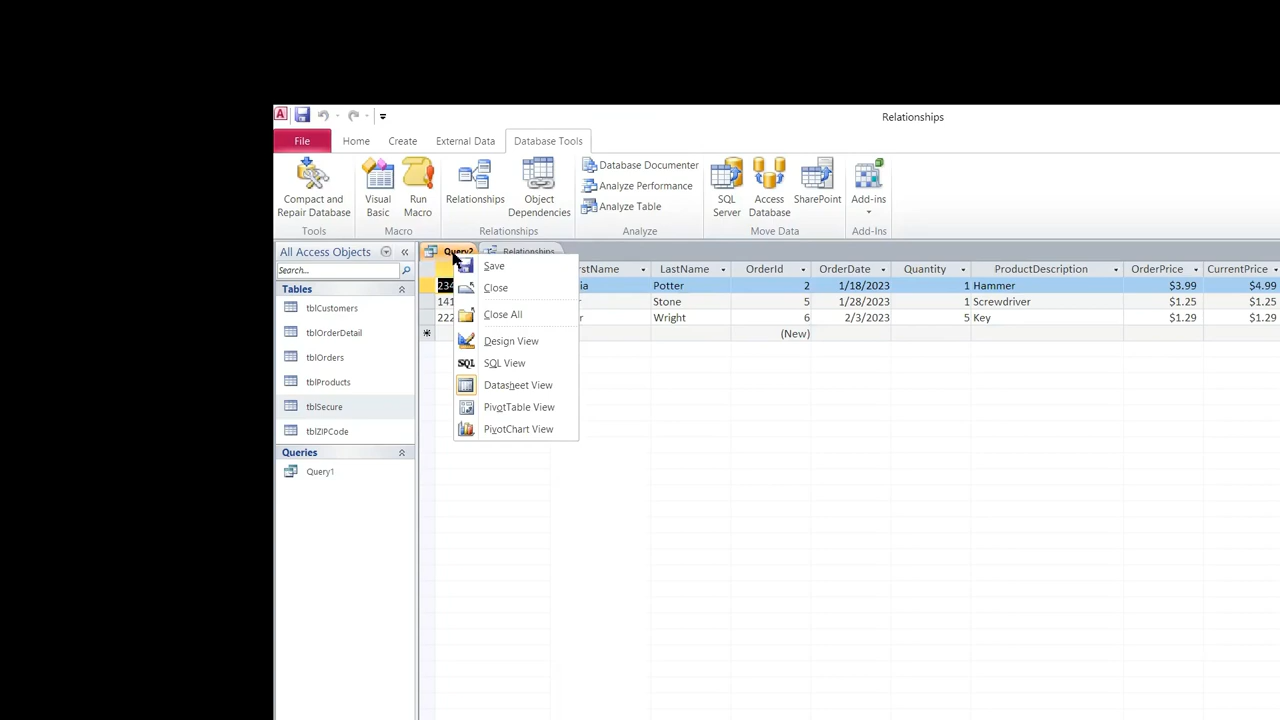 A
Relationships
File Home Create External Data Database Tools
Compact and Repair Database
Visual Basic
Run Macro
Relationships
Object Dependencies
Database Documenter
Analyze Performance
Analyze Table
SQL Server
Access Database
SharePoint
Add-ins
Tools Macro Relationships Analyze Move Data Add-Ins
All Access Objects «
Search...
Tables
tblCustomers
tblOrderDetail
tblOrders
tblProducts
tblSecure
tblZIPCode
Queries
Query1
Query2 Relationships
LastName OrderId OrderDate Quantity ProductDescription OrderPrice CurrentPrice
Potter 2 1/18/2023 1 Hammer $3.99 $4.99
Stone 5 1/28/2023 1 Screwdriver $1.25 $1.25
Wright 6 2/3/2023 5 Key $1.29 $1.29
(New)
Save
Close
Close All
Design View
SQL SQL View
Datasheet View
PivotTable View
PivotChart View